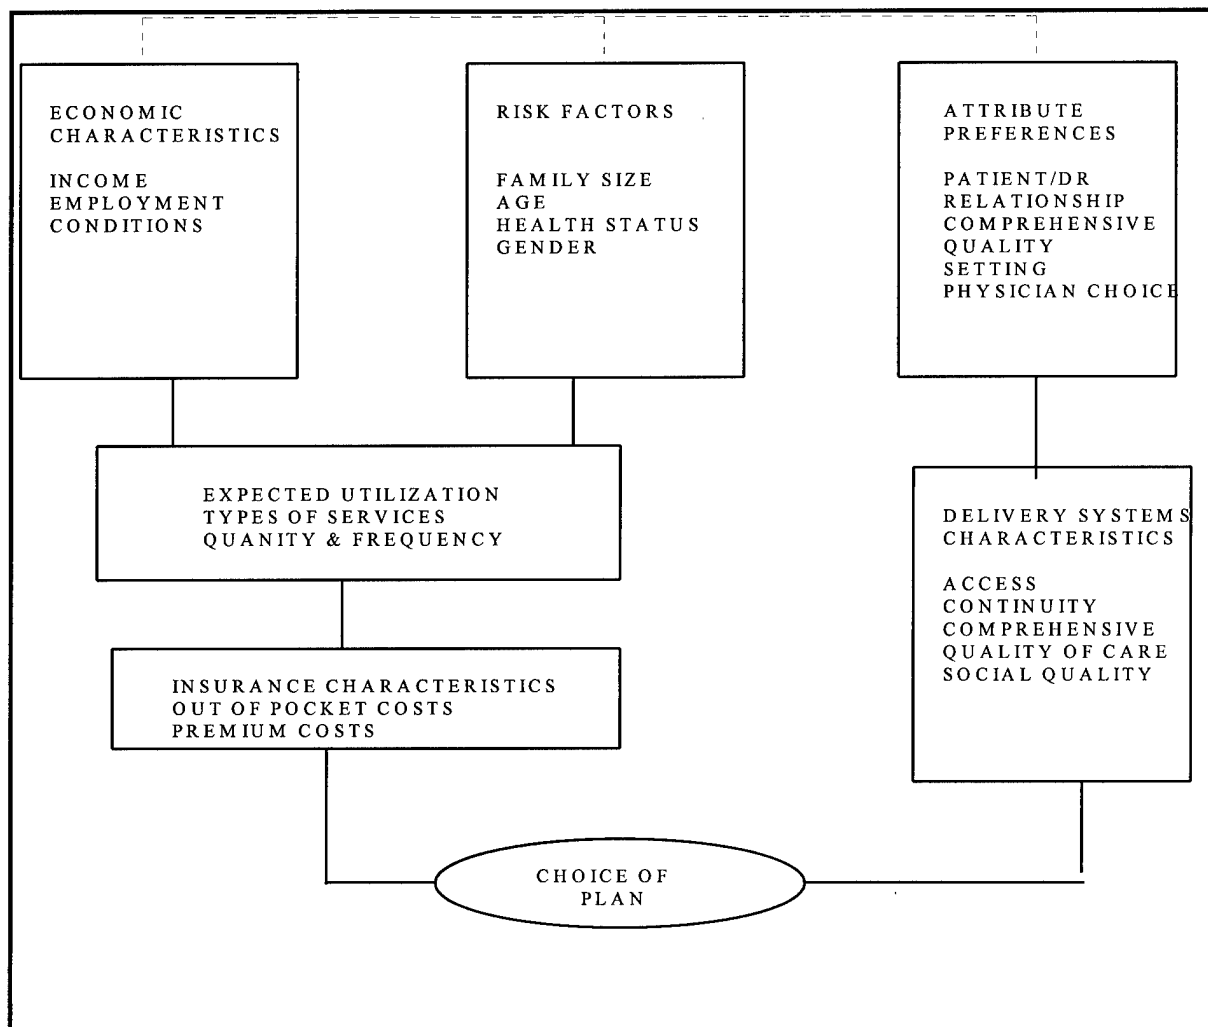 ECONOMIC
CHARACTERISTICS
INCOME
EMPLOYMENT
CONDITIONS
RISK FACTORS
FAMILY SIZE
AGE
HEALTH STATUS
GENDER
ATTRIBUTE
PREFERENCES
PATIENT/DR
RELATIONSHIP
COMPREHENSIVE
QUALITY
SETTING
PHYSICIAN CHOICE
EXPECTED UTILIZATION
TYPES OF SERVICES
QUANITY & FREQUENCY
DELIVERY SYSTEMS
CHARACTERISTICS
ACCESS
CONTINUITY
COMPREHENSIVE
QUALITY OF CARE
SOCIAL QUALITY
INSURANCE CHARACTERISTICS
OUT OF POCKET COSTS
PREMIUM COSTS
CHOICE OF
PLAN